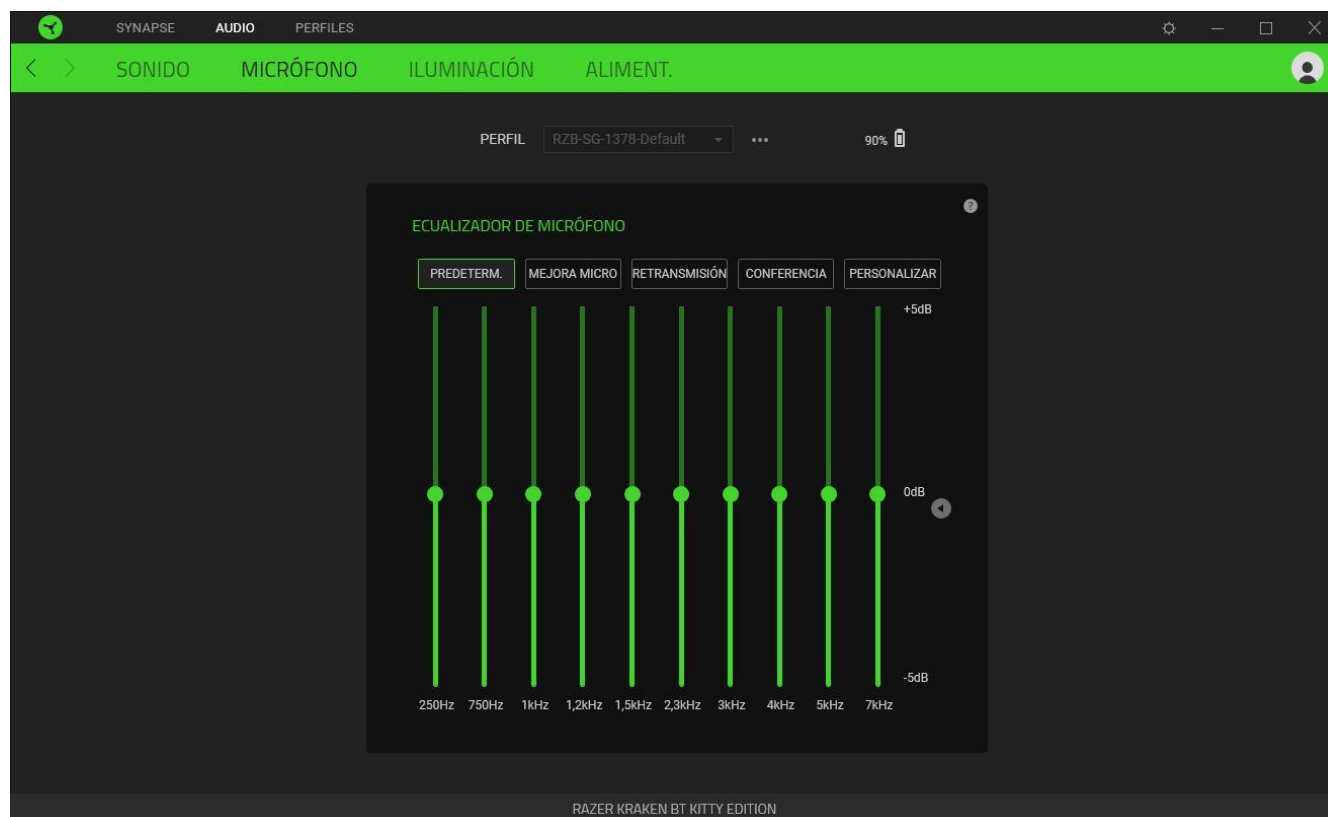 SYNAPSE AUDIO PERFILES
SONIDO MICRÓFONO ILUMINACIÓN ALIMENT.
PERFIL RZB-SG-1378-Default ••• 90%
?
ECUALIZADOR DE MICRÓFONO
PREDETERM. MEJORA MICRO RETRANSMISIÓN CONFERENCIA PERSONALIZAR
+5dB
0dB
-5dB
250Hz 750Hz 1kHz 1,2kHz 1,5kHz 2,3kHz 3kHz 4kHz 5kHz 7kHz
RAZER KRAKEN BT KITTY EDITION